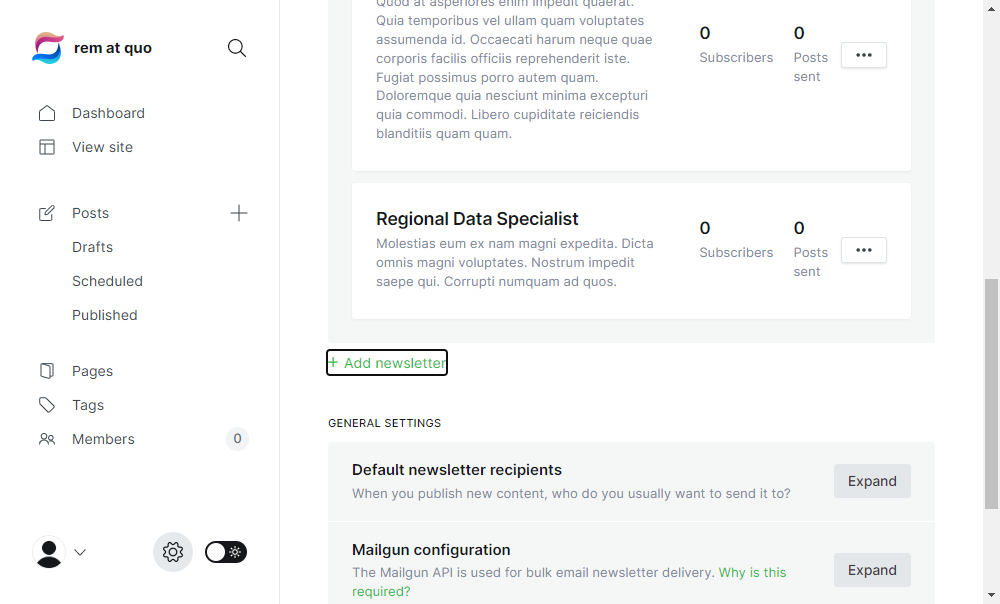 rem at quo
Dashboard
View site
Posts
Drafts
Scheduled
Published
Pages
Tags
Members
0
Quod at asperiores enim impedit quaerat.
Quia temporibus vel ullam quam voluptates
assumenda id. Occaecati harum neque quae
corporis facilis officiis reprehenderit iste.
Fugiat possimus porro autem quam.
Doloremque quia nesciunt minima excepturi
quia commodi. Libero cupiditate reiciendis
blanditiis quam quam.
0
Subscribers
0
Posts
sent
Regional Data Specialist
Molestias eum ex nam magni expedita. Dicta
omnis magni voluptates. Nostrum impedit
saepe qui. Corrupti numquam ad quos.
0
Subscribers
0
Posts
sent
+ Add newsletter
GENERAL SETTINGS
Default newsletter recipients
When you publish new content, who do you usually want to send it to?
Expand
Mailgun configuration
The Mailgun API is used for bulk email newsletter delivery. Why is this
required?
Expand